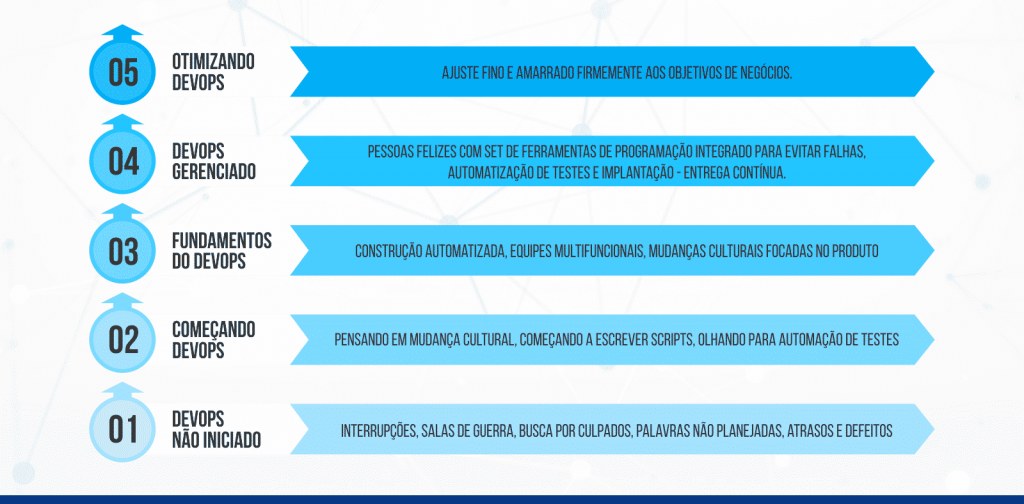 05
OTIMIZANDO
DEVOPS
AJUSTE FINO E AMARRADO FIRMEMENTE AOS OBJETIVOS DE NEGÓCIOS.
04
DEVOPS
GERENCIADO
PESSOAS FELIZES COM SET DE FERRAMENTAS DE PROGRAMAÇÃO INTEGRADO PARA EVITAR FALHAS,
AUTOMATIZAÇÃO DE TESTES E IMPLANTAÇÃO - ENTREGA CONTÍNUA.
03
FUNDAMENTOS
DO DEVOPS
CONSTRUÇÃO AUTOMATIZADA, EQUIPES MULTIFUNCIONAIS, MUDANÇAS CULTURAIS FOCADAS NO PRODUTO
02
COMEÇANDO
DEVOPS
PENSANDO EM MUDANÇA CULTURAL, COMEÇANDO A ESCREVER SCRIPTS, OLHANDO PARA AUTOMAÇÃO DE TESTES
01
DEVOPS
NÃO INICIADO
INTERRUPÇÕES, SALAS DE GUERRA, BUSCA POR CULPADOS, PALAVRAS NÃO PLANEJADAS, ATRASOS E DEFEITOS